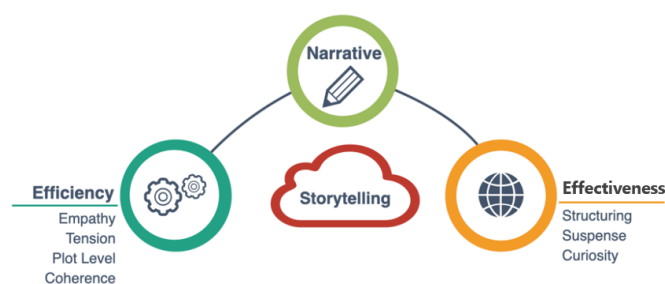 Narrative
Storytelling
Efficiency
Empathy
Tension
Plot Level
Coherence
Effectiveness
Structuring
Suspense
Curiosity